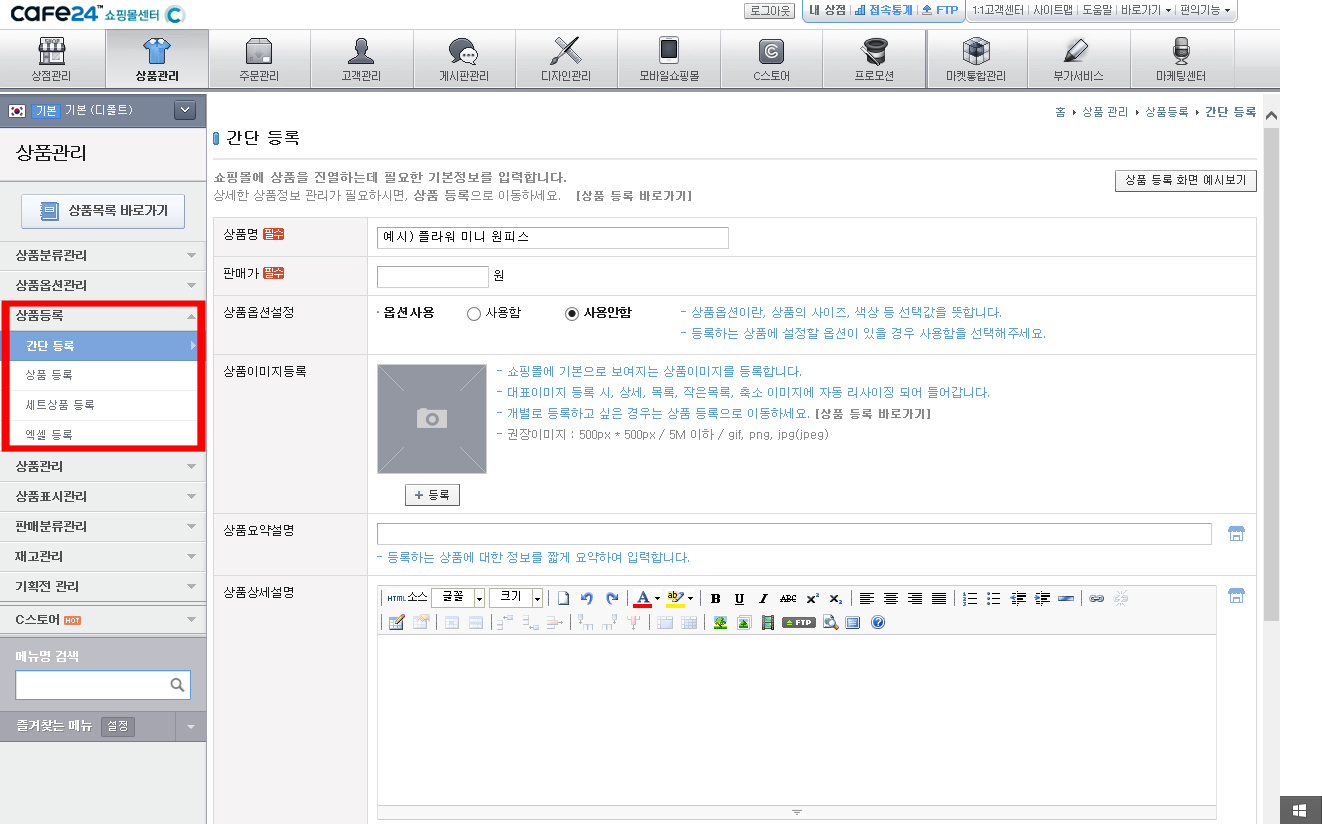 cafe24™ 쇼핑몰센터
로그아웃 내 상점 접속통계 FTP 1:1고객센터 사이트맵 도움말 바로가기 편의기능
상점관리 상품관리 주문관리 고객관리 게시판관리 디자인관리 모바일쇼핑몰 C스토어 프로모션 마켓통합관리 부가서비스 마케팅센터
기본 기본 (디폴트)
상품관리
상품목록 바로가기
상품분류관리
상품옵션관리
상품등록
간단 등록
상품 등록
세트상품 등록
엑셀 등록
상품관리
상품표시관리
판매분류관리
재고관리
기획전 관리
C스토어 HOT
메뉴명 검색
즐겨찾는 메뉴 설정
홈 상품 관리 상품등록 간단 등록
간단 등록
쇼핑몰에 상품을 진열하는데 필요한 기본정보를 입력합니다.
상세한 상품정보 관리가 필요하시면, 상품 등록으로 이동하세요. [상품 등록 바로가기]
상품 등록 화면 예시보기
상품명 필수 예시) 플라워 미니 원피스
판매가 필수 원
상품옵션설정 · 옵션사용 사용함 사용안함 - 상품옵션이란, 상품의 사이즈, 색상 등 선택값을 뜻합니다.
- 등록하는 상품에 설정할 옵션이 있을 경우 사용함을 선택해주세요.
상품이미지등록 - 쇼핑몰에 기본으로 보여지는 상품이미지를 등록합니다.
- 대표이미지 등록 시, 상세, 목록, 작은목록, 축소 이미지에 자동 리사이징 되어 들어갑니다.
- 개별로 등록하고 싶은 경우는 상품 등록으로 이동하세요. [상품 등록 바로가기]
- 권장이미지 : 500px * 500px / 5M 이하 / gif, png, jpg(jpeg)
+ 등록
상품요약설명
- 등록하는 상품에 대한 정보를 짧게 요약하여 입력합니다.
상품상세설명 HTML 소스 글꼴 크기 A ab B U I ABC x² x₂
FTP